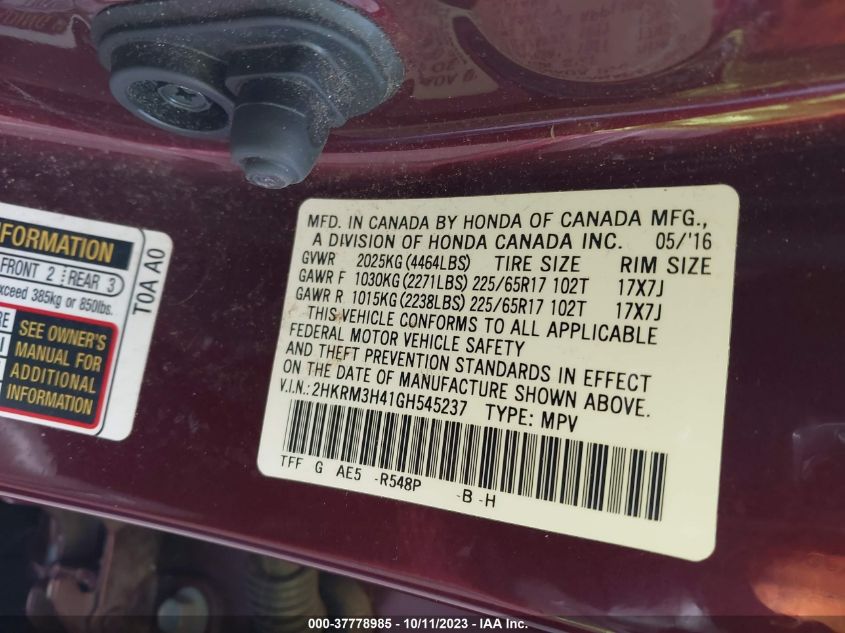 MFD. IN CANADA BY HONDA OF CANADA MFG.,
A DIVISION OF HONDA CANADA INC. 05/'16
GVWR 2025KG (4464LBS) TIRE SIZE RIM SIZE
GAWR F 1030KG (2271LBS) 225/65R17 102T 17X7J
GAWR R 1015KG (2238LBS) 225/65R17 102T 17X7J
THIS VEHICLE CONFORMS TO ALL APPLICABLE
FEDERAL MOTOR VEHICLE SAFETY
AND THEFT PREVENTION STANDARDS IN EFFECT
ON THE DATE OF MANUFACTURE SHOWN ABOVE.
V.I.N.: 2HKRM3H41GH545237 TYPE: MPV
TFF G AE5 -R548P -B -H
FORMATION
FRONT 2 REAR 3
exceed 385kg or 850lbs.
SEE OWNER'S
MANUAL FOR
ADDITIONAL
INFORMATION
T0A A0
000-37778985 - 10/11/2023 - IAA Inc.